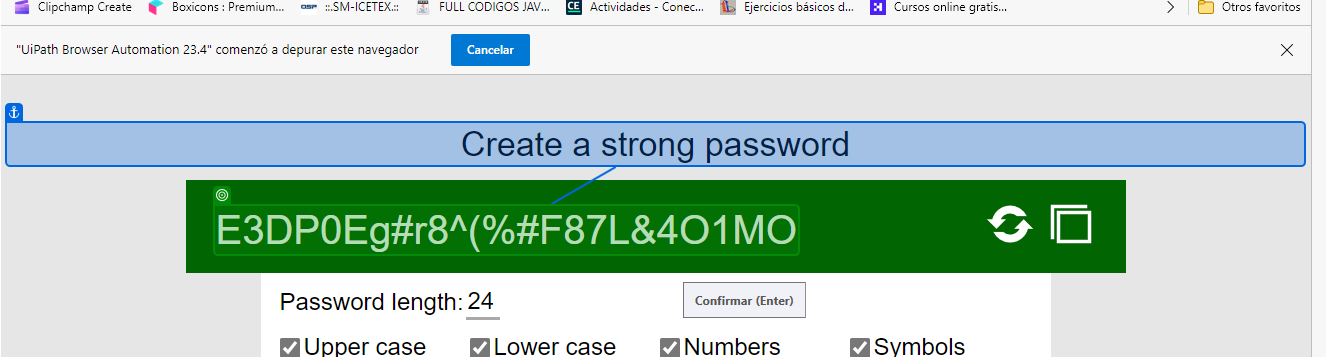 Clipchamp Create Boxicons : Premium... OSP ::.SM-ICETEX.:: FULL CODIGOS JAV... CE Actividades - Conec... Ejercicios básicos d... H Cursos online gratis... Otros favoritos
"UiPath Browser Automation 23.4" comenzó a depurar este navegador Cancelar
Create a strong password
E3DP0Eg#r8^(%#F87L&4O1MO
Password length: 24 Confirmar (Enter)
Upper case Lower case Numbers Symbols